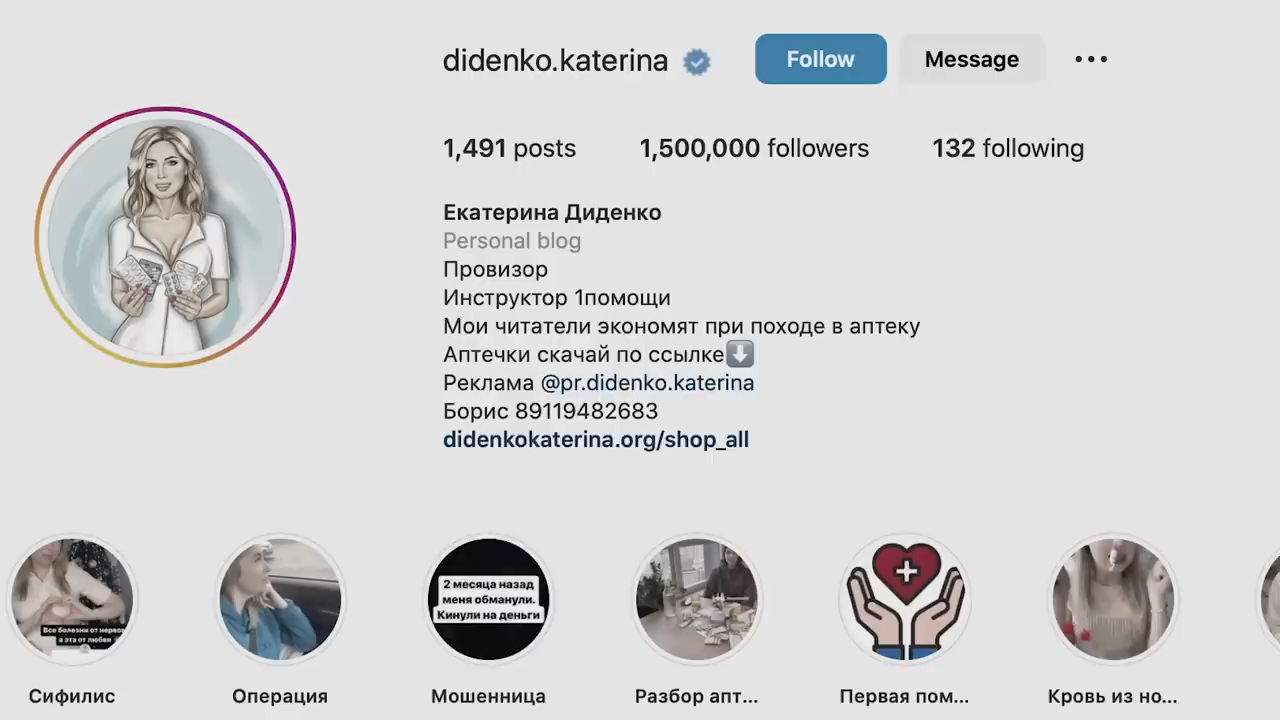 didenko.katerina
Follow
Message
1,491 posts
1,500,000 followers
132 following
Екатерина Диденко
Personal blog
Провизор
Инструктор 1помощи
Мои читатели экономят при походе в аптеку
Аптечки скачай по ссылке⬇️
Реклама @pr.didenko.katerina
Борис 89119482683
didenkokaterina.org/shop_all
Все болезни от нервов
а эта от любви
2 месяца назад
меня обманули.
Кинули на деньги
Сифилис
Операция
Мошенница
Разбор апт...
Первая пом...
Кровь из но...